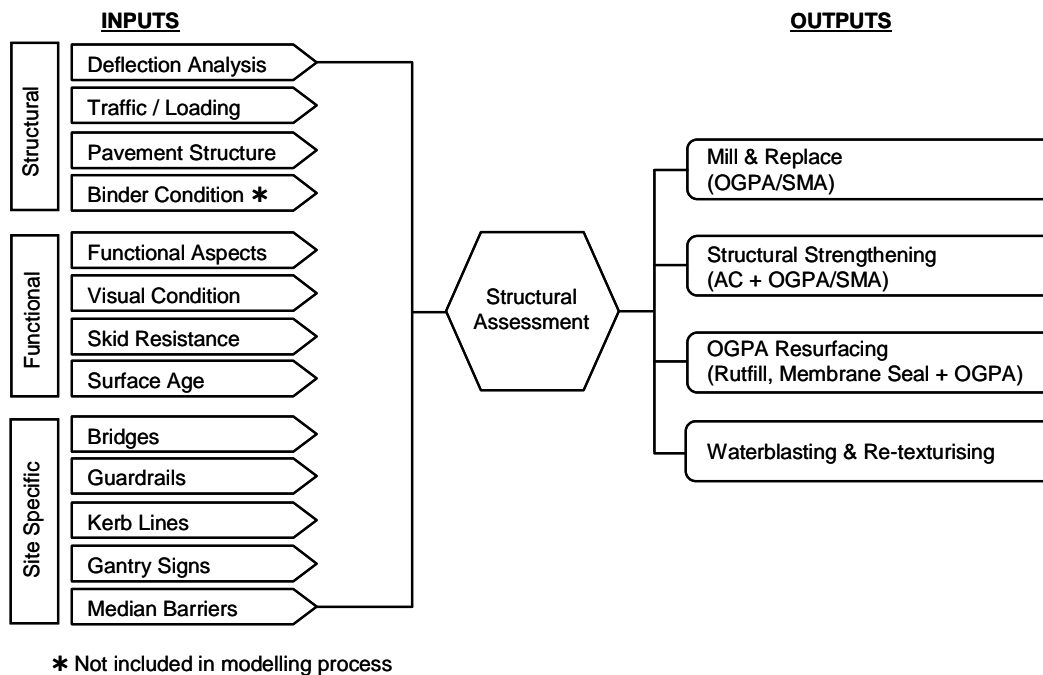 INPUTS
Structural
Deflection Analysis
Traffic / Loading
Pavement Structure
Binder Condition *
Functional
Functional Aspects
Visual Condition
Skid Resistance
Surface Age
Site Specific
Bridges
Guardrails
Kerb Lines
Gantry Signs
Median Barriers
Structural
Assessment
OUTPUTS
Mill & Replace
(OGPA/SMA)
Structural Strengthening
(AC + OGPA/SMA)
OGPA Resurfacing
(Rutfill, Membrane Seal + OGPA)
Waterblasting & Re-texturising
* Not included in modelling process